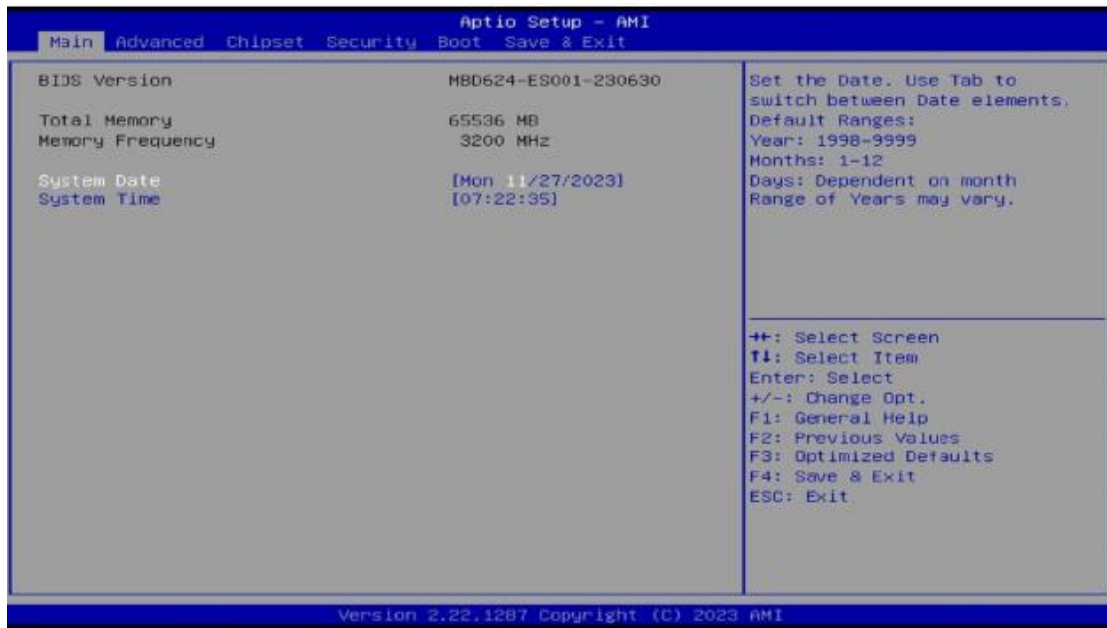 Aptio Setup - AMI
Main Advanced Chipset Security Boot Save & Exit
BIOS Version MBD624-ES001-230630
Total Memory 65536 MB
Memory Frequency 3200 MHz
System Date [Mon 11/27/2023]
System Time [07:22:35]
Set the Date. Use Tab to
switch between Date elements.
Default Ranges:
Year: 1998-9999
Months: 1-12
Days: Dependent on month
Range of Years may vary.
→←: Select Screen
↑↓: Select Item
Enter: Select
+/-: Change Opt.
F1: General Help
F2: Previous Values
F3: Optimized Defaults
F4: Save & Exit
ESC: Exit
Version 2.22.1287 Copyright (C) 2023 AMI